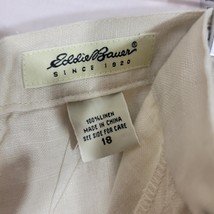 Eddie Bauer
SINCE 1920
100% LINEN
MADE IN CHINA
SEE SIDE FOR CARE
18